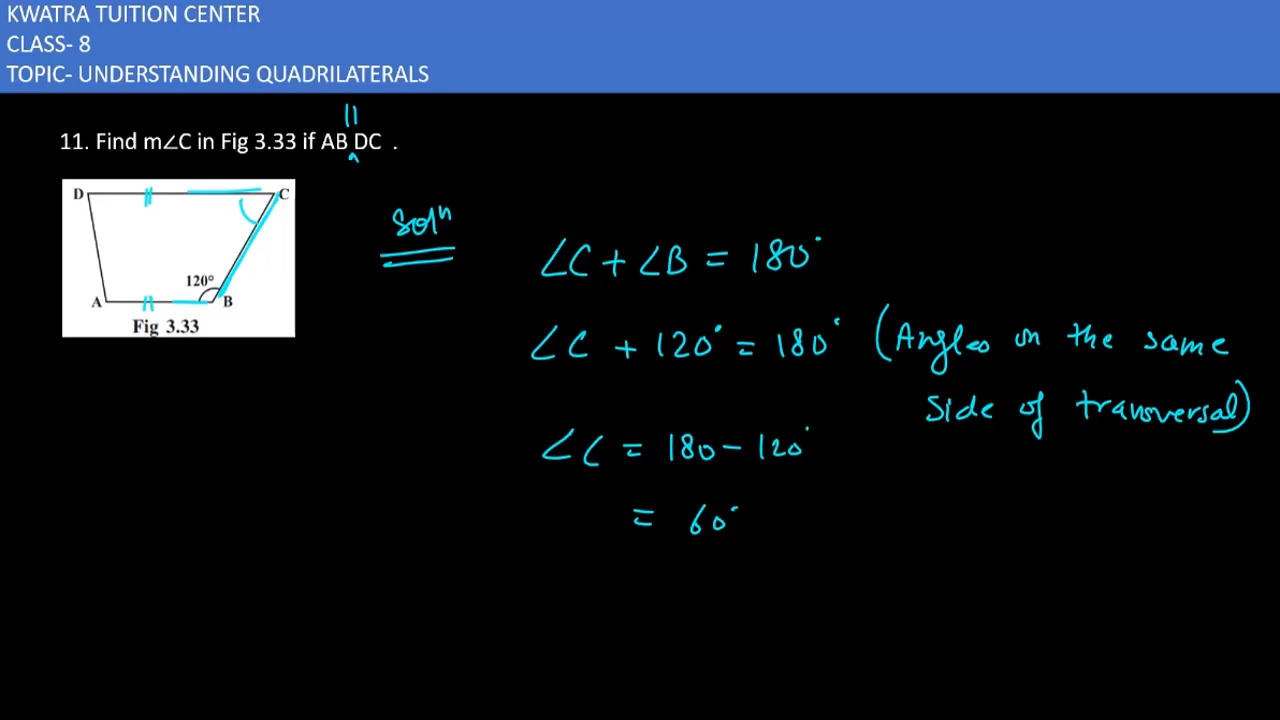 KWATRA TUITION CENTER
CLASS- 8
TOPIC- UNDERSTANDING QUADRILATERALS
||
11. Find m∠C in Fig 3.33 if AB DC .
^
D
C
120°
A
B
Fig 3.33
Solⁿ
∠C + ∠B = 180°
∠C + 120° = 180° (Angles on the same
side of transversal)
∠C = 180 - 120°
= 60°